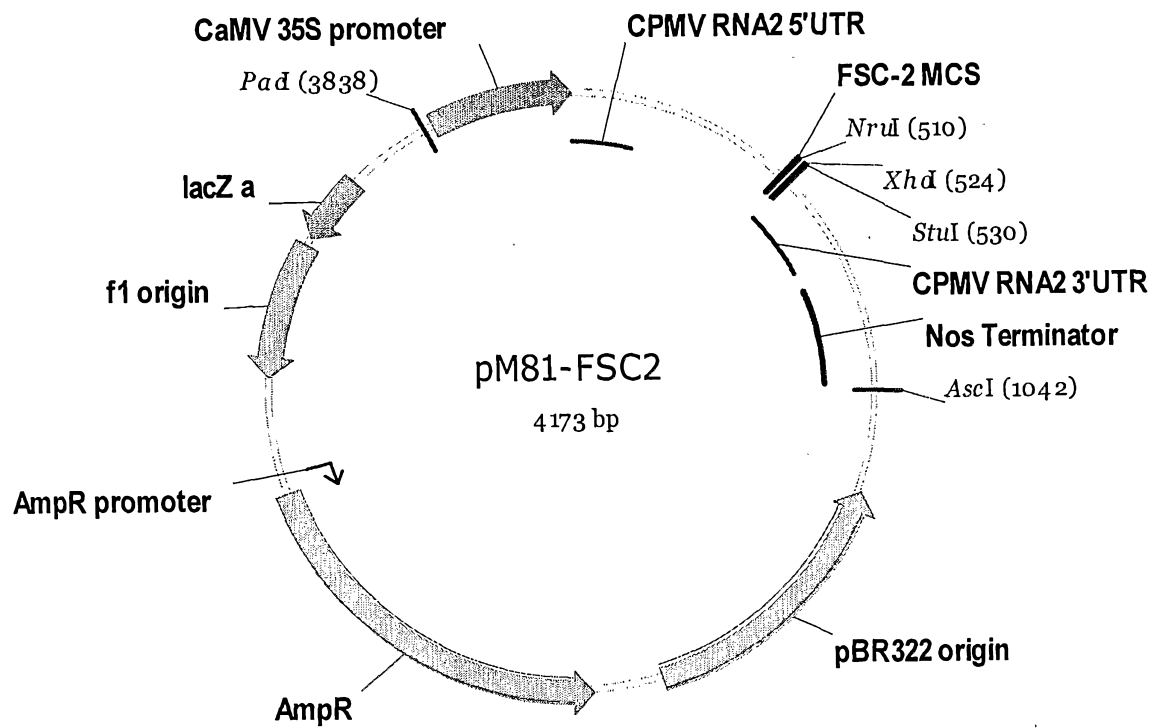 CaMV 35S promoter
CPMV RNA2 5'UTR
PacI (3838)
FSC-2 MCS
NruI (510)
XhoI (524)
lacZ a
StuI (530)
f1 origin
CPMV RNA2 3'UTR
Nos Terminator
pM81-FSC2
4173 bp
AscI (1042)
AmpR promoter
pBR322 origin
AmpR